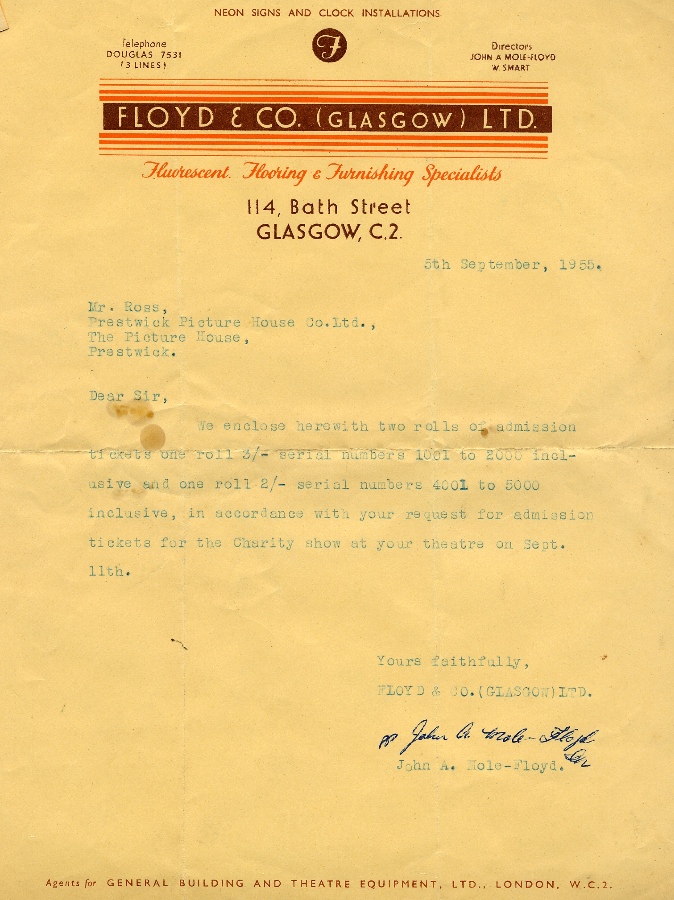 NEON SIGNS AND CLOCK INSTALLATIONS
Telephone
DOUGLAS 7531
(3 LINES)
F
Directors
JOHN A MOLE-FLOYD
W. SMART
FLOYD & CO. (GLASGOW) LTD.
Fluorescent. Flooring & Furnishing Specialists
114, Bath Street
GLASGOW, C.2.
5th September, 1955.
Mr. Ross,
Prestwick Picture House Co.Ltd.,
The Picture House,
Prestwick.
Dear Sir,
We enclose herewith two rolls of admission
tickets one roll 3/- serial numbers 1001 to 2000 incl-
usive and one roll 2/- serial numbers 4001 to 5000
inclusive, in accordance with your request for admission
tickets for the Charity show at your theatre on Sept.
11th.
Yours faithfully,
FLOYD & CO.(GLASGOW)LTD.
pp John A. Mole-Floyd
John A. Mole-Floyd.
Agents for GENERAL BUILDING AND THEATRE EQUIPMENT, LTD., LONDON, W.C.2.